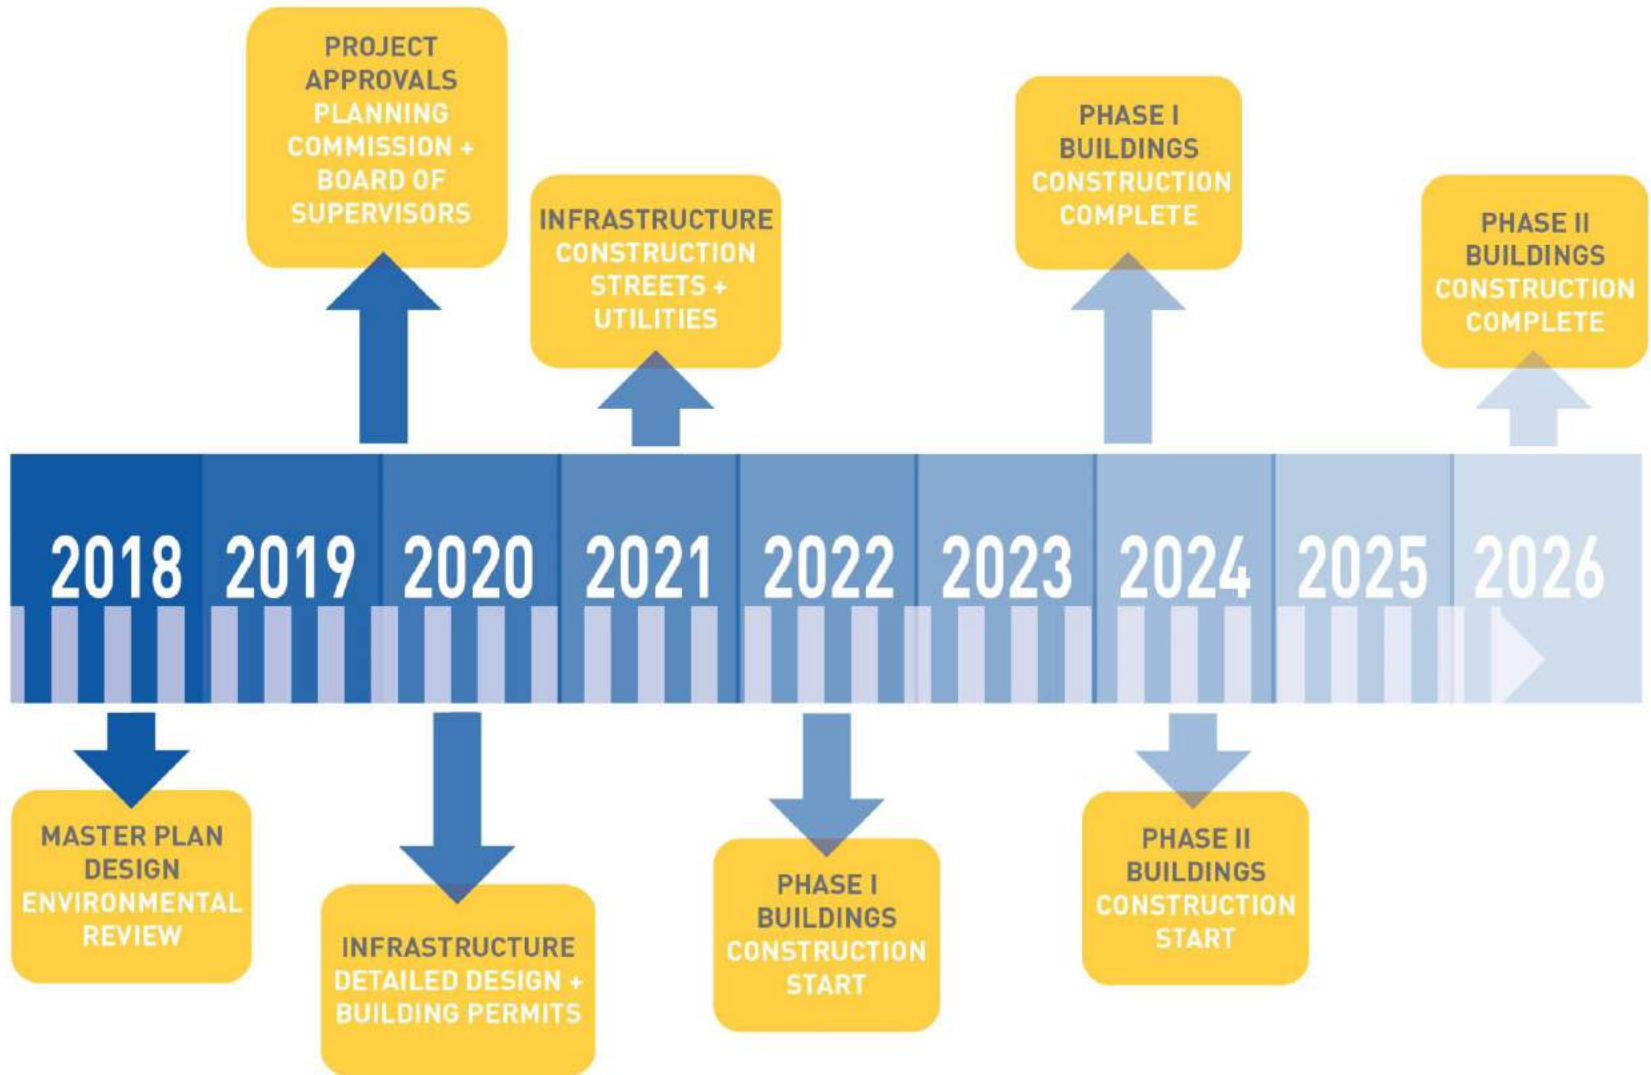 PROJECT
APPROVALS
PLANNING
COMMISSION +
BOARD OF
SUPERVISORS
INFRASTRUCTURE
CONSTRUCTION
STREETS +
UTILITIES
PHASE I
BUILDINGS
CONSTRUCTION
COMPLETE
PHASE II
BUILDINGS
CONSTRUCTION
COMPLETE
2018 2019 2020 2021 2022 2023 2024 2025 2026
MASTER PLAN
DESIGN
ENVIRONMENTAL
REVIEW
INFRASTRUCTURE
DETAILED DESIGN +
BUILDING PERMITS
PHASE I
BUILDINGS
CONSTRUCTION
START
PHASE II
BUILDINGS
CONSTRUCTION
START